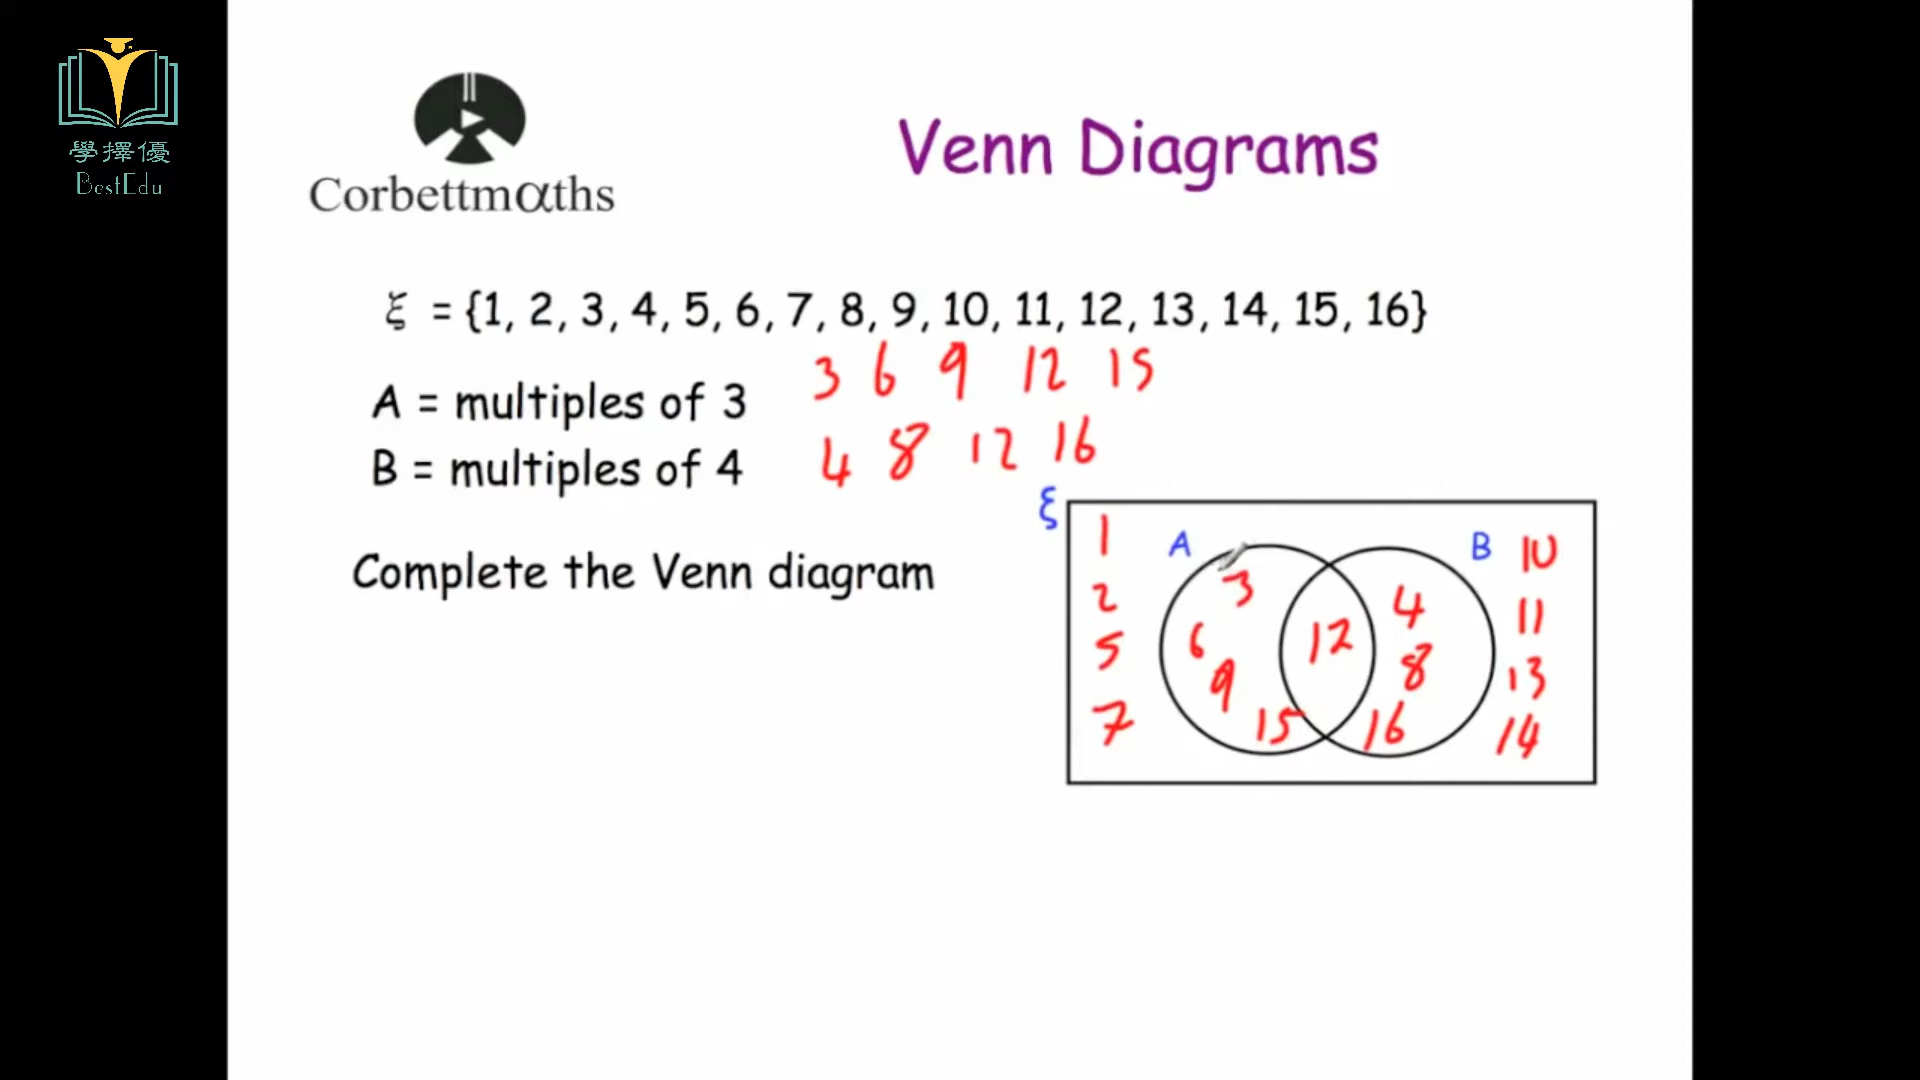 學擇優
BestEdu
Corbettmαths
Venn Diagrams
ξ = {1, 2, 3, 4, 5, 6, 7, 8, 9, 10, 11, 12, 13, 14, 15, 16}
A = multiples of 3 3 6 9 12 15
B = multiples of 4 4 8 12 16
Complete the Venn diagram
ξ
1 A B 10
2 3 12 4 11
5 6 8 13
9
7 15 16 14